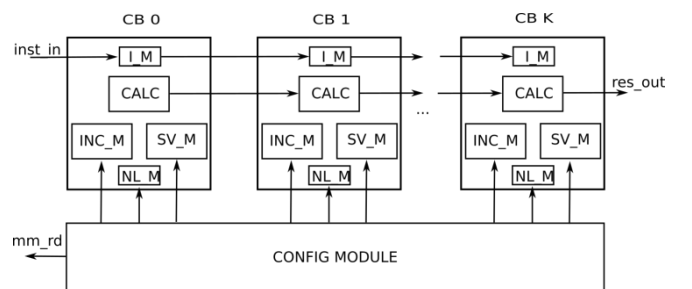 CB 0 CB 1 CB K
inst_in I_M I_M I_M
CALC CALC CALC res_out
...
INC_M SV_M INC_M SV_M INC_M SV_M
NL_M NL_M NL_M
mm_rd
CONFIG MODULE